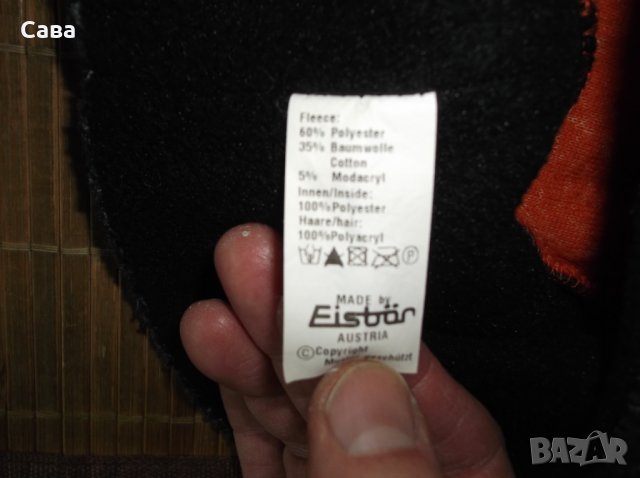 Сава
Fleece:
60% Polyester
35% Baumwolle
Cotton
5% Modacryl
Innen/Inside:
100% Polyester
Haare/hair:
100% Polyacryl
P
MADE by
Eisbär
AUSTRIA
© Copyright
BAZAR